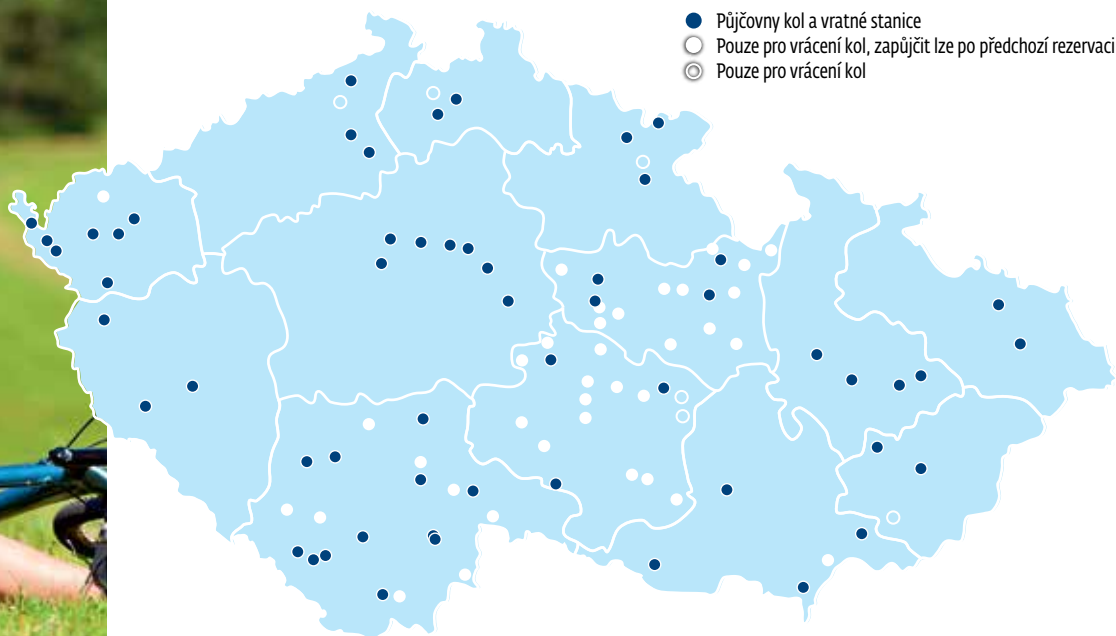 Půjčovny kol a vratné stanice
Pouze pro vrácení kol, zapůjčit lze po předchozí rezervaci
Pouze pro vrácení kol